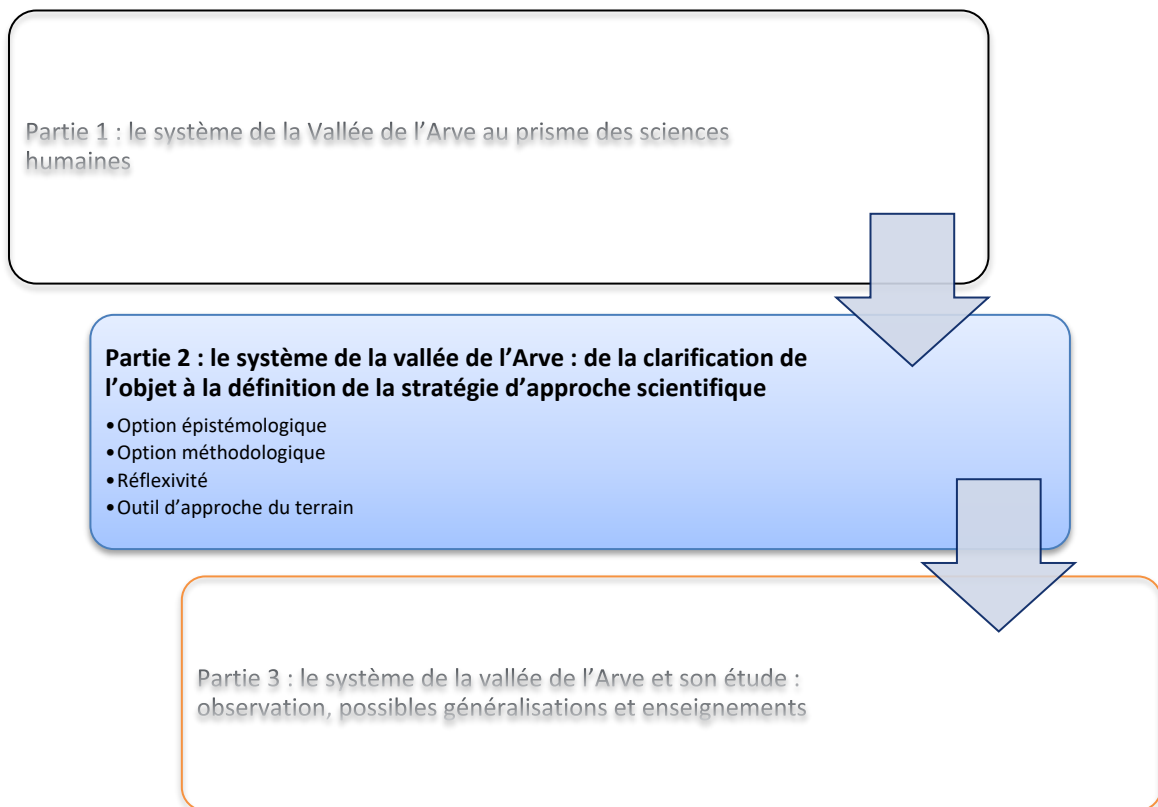 Partie 1 : le système de la Vallée de l’Arve au prisme des sciences
humaines
Partie 2 : le système de la vallée de l’Arve : de la clarification de
l’objet à la définition de la stratégie d’approche scientifique
•Option épistémologique
•Option méthodologique
•Réflexivité
•Outil d’approche du terrain
Partie 3 : le système de la vallée de l’Arve et son étude :
observation, possibles généralisations et enseignements